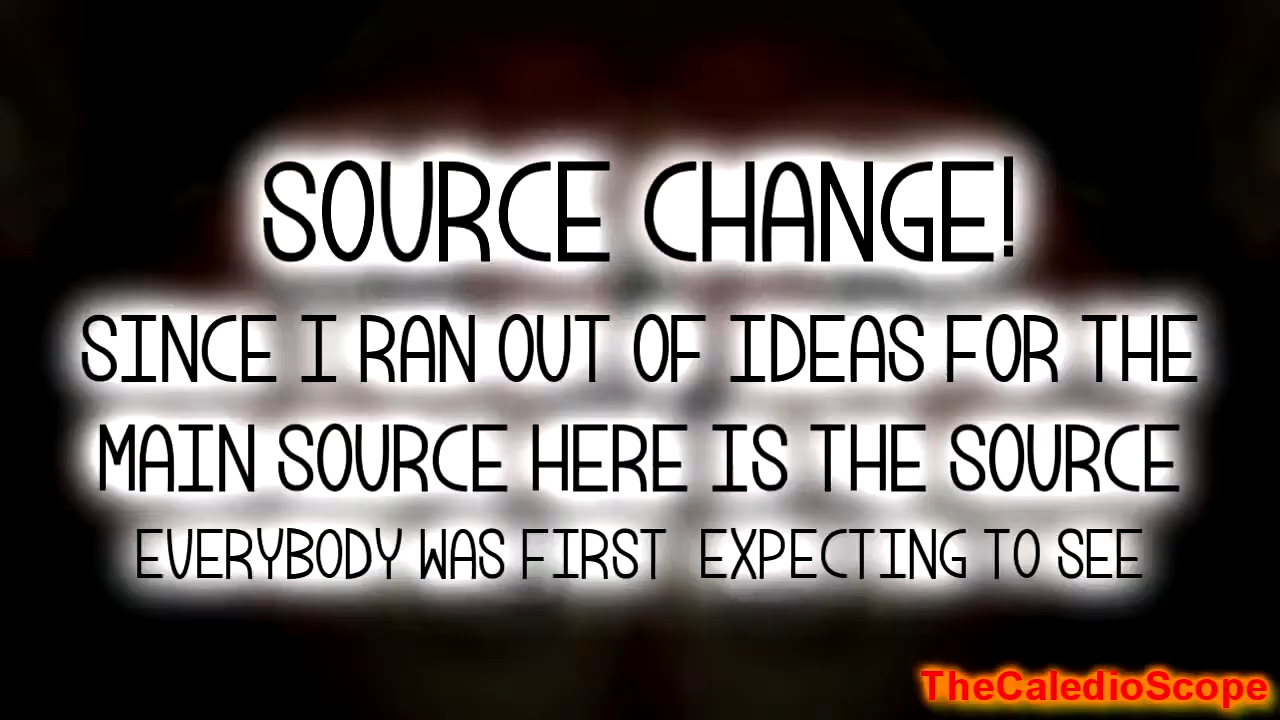 SOURCE CHANGE!
SINCE I RAN OUT OF IDEAS FOR THE
MAIN SOURCE HERE IS THE SOURCE
EVERYBODY WAS FIRST EXPECTING TO SEE
TheCaledioScope